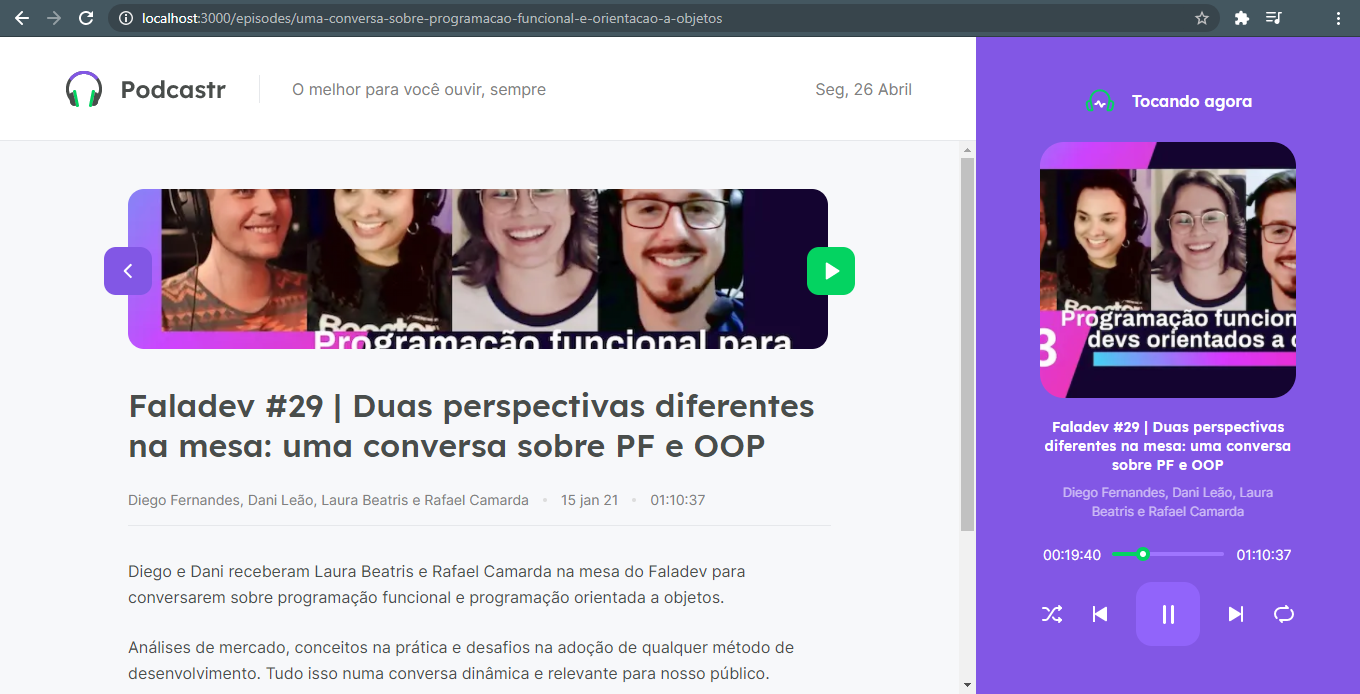 localhost:3000/episodes/uma-conversa-sobre-programacao-funcional-e-orientacao-a-objetos
Podcastr
O melhor para você ouvir, sempre
Seg, 26 Abril
Programação funcional para
Faladev #29 | Duas perspectivas diferentes
na mesa: uma conversa sobre PF e OOP
Diego Fernandes, Dani Leão, Laura Beatris e Rafael Camarda • 15 jan 21 • 01:10:37
Diego e Dani receberam Laura Beatris e Rafael Camarda na mesa do Faladev para
conversarem sobre programação funcional e programação orientada a objetos.
Análises de mercado, conceitos na prática e desafios na adoção de qualquer método de
desenvolvimento. Tudo isso numa conversa dinâmica e relevante para nosso público.
Tocando agora
3
Programação funcion
devs orientados a
Faladev #29 | Duas perspectivas
diferentes na mesa: uma conversa
sobre PF e OOP
Diego Fernandes, Dani Leão, Laura
Beatris e Rafael Camarda
00:19:40
01:10:37